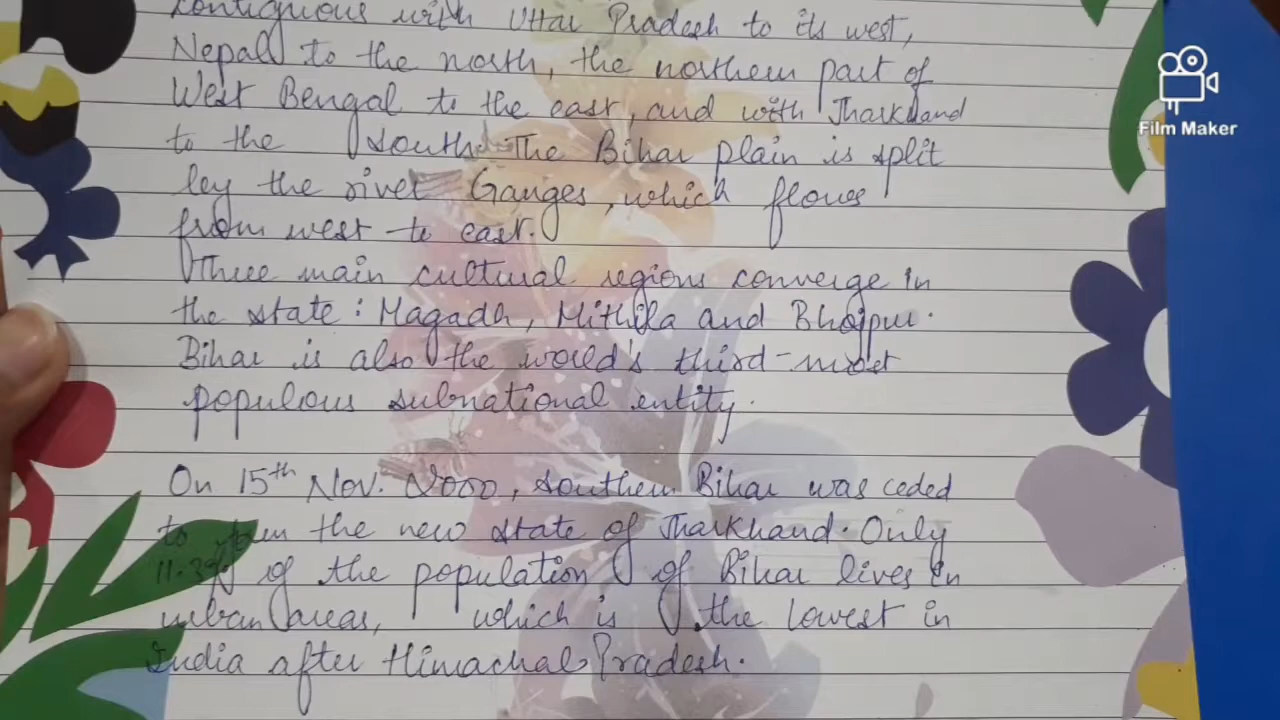 contiguous with Uttar Pradesh to its west,
Nepal to the north, the northern part of
West Bengal to the east, and with Jharkhand
to the south. The Bihar plain is split
by the river Ganges, which flows
from west to east.
Three main cultural regions converge in
the state: Magadh, Mithila and Bhojpur.
Bihar is also the world's third-most
populous subnational entity.
On 15th Nov. 2000, southern Bihar was ceded
to form the new state of Jharkhand. Only
11.3% of the population of Bihar lives in
urban areas, which is the lowest in
India after Himachal Pradesh.
Film Maker